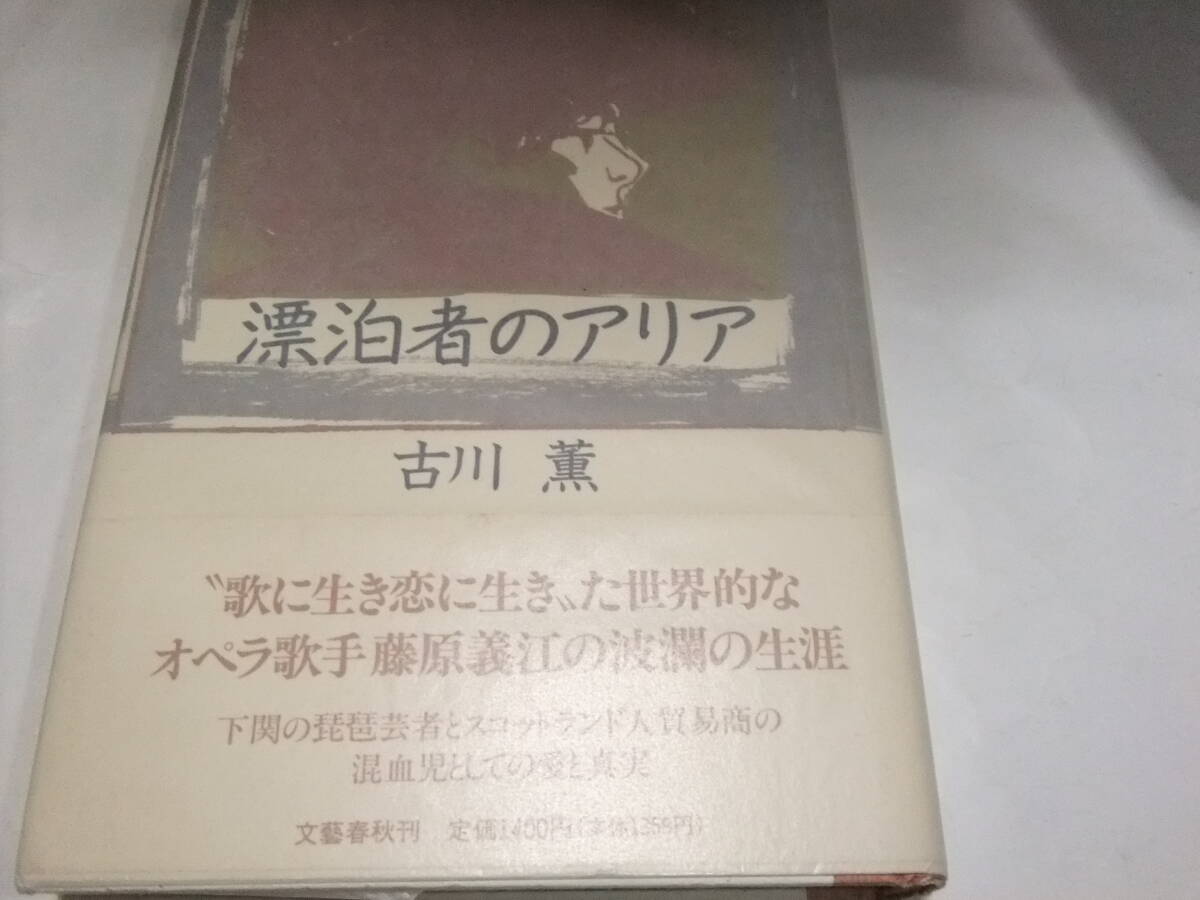 漂泊者のアリア
古川 薫
〝歌に生き恋に生き〟た世界的な
オペラ歌手藤原義江の波瀾の生涯
下関の琵琶芸者とスコットランド人貿易商の
混血児としての愛と真実
文藝春秋刊 定価1400円(本体1359円)